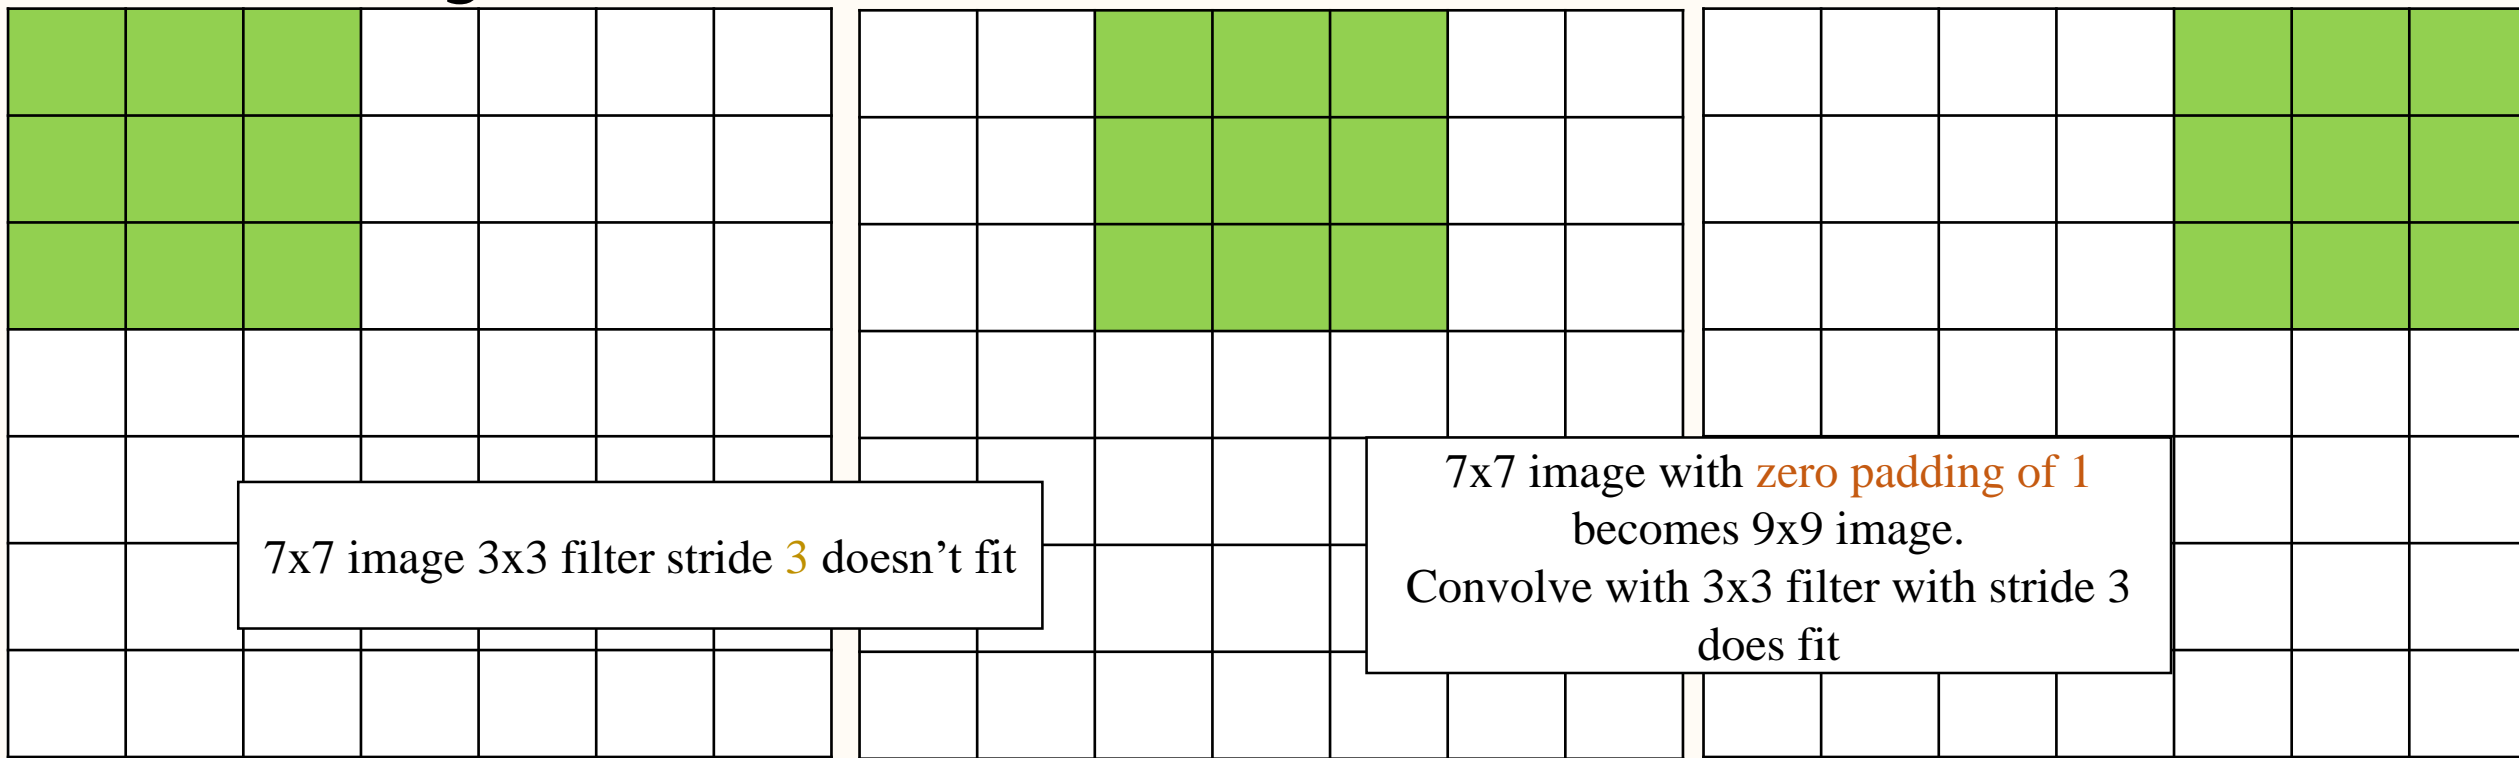 7x7 image 3x3 filter stride 3 doesn’t fit
7x7 image with zero padding of 1
becomes 9x9 image.
Convolve with 3x3 filter with stride 3
does fit